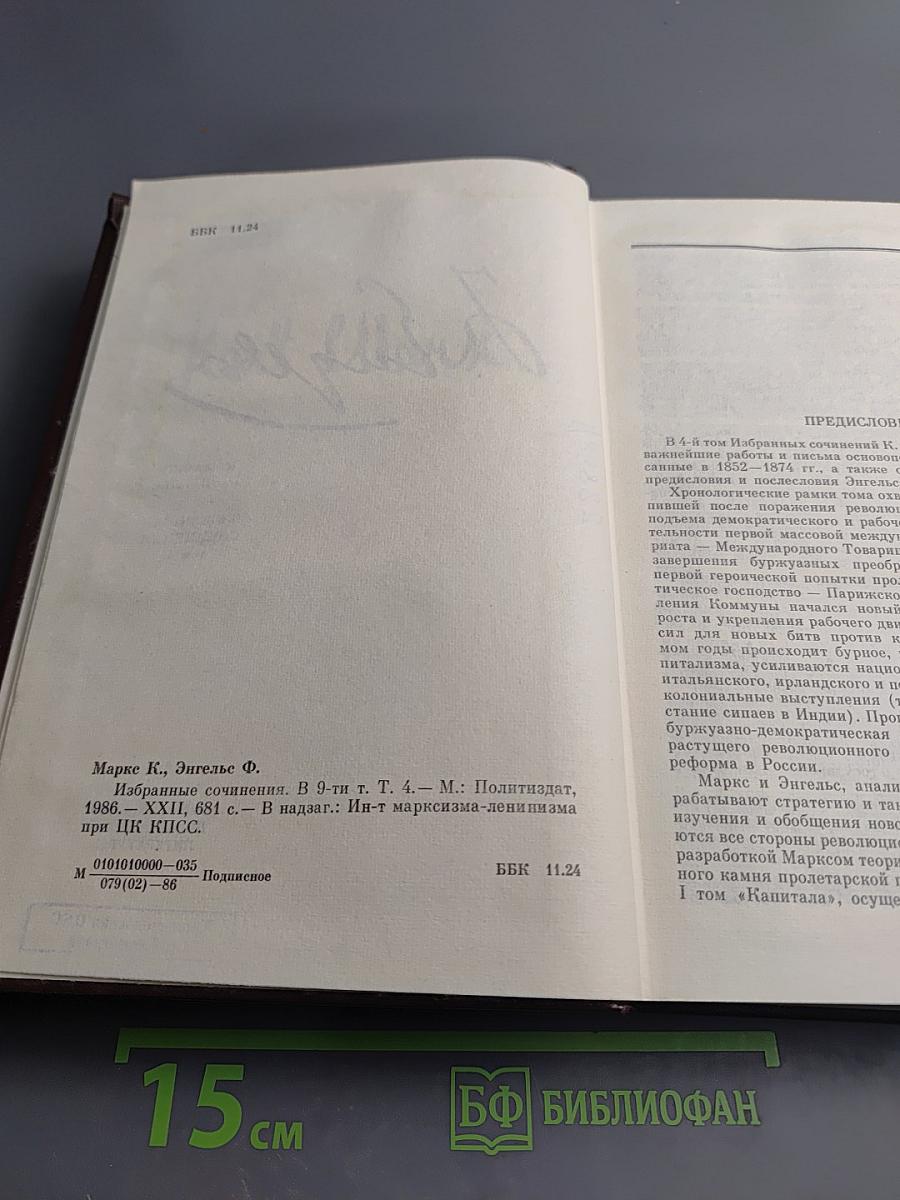 ББК 11.24
Маркс К., Энгельс Ф.
Избранные сочинения. В 9-ти т. Т. 4.— М.: Политиздат,
1986.— XXII, 681 с.— В надзаг.: Ин-т марксизма-ленинизма
при ЦК КПСС.
М 0101010000—035 Подписное
079(02)—86
ББК 11.24
ПРЕДИСЛОВ
В 4-й том Избранных сочинений К.
важнейшие работы и письма основоп
санные в 1852—1874 гг., а также
предисловия и послесловия Энгельс
Хронологические рамки тома охв
пившей после поражения революц
подъема демократического и рабоч
тельности первой массовой между
риата — Международного Товарищ
завершения буржуазных преобр
первой героической попытки про
тическое господство — Парижско
ления Коммуны начался новый
роста и укрепления рабочего дви
сил для новых битв против к
мом годы происходит бурное,
питализма, усиливаются нацио
итальянского, ирландского и п
колониальные выступления (т
стание сипаев в Индии). Про
буржуазно-демократическая
растущего революционного
реформа в России.
Маркс и Энгельс, анали
рабатывают стратегию и так
изучения и обобщения ново
ются все стороны революцио
разработкой Марксом теори
ного камня пролетарской п
I том «Капитала», осуще
15 см
БФ БИБЛИОФАН